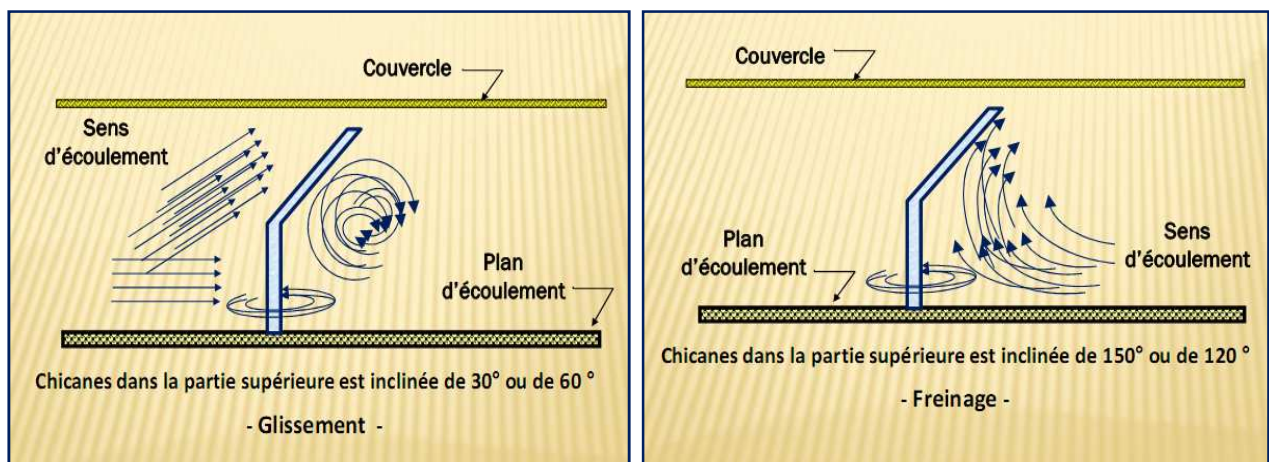 Couvercle
Sens
d'écoulement
Plan
d'écoulement
Chicanes dans la partie supérieure est inclinée de 30° ou de 60 °
- Glissement -
Couvercle
Plan
d'écoulement
Sens
d'écoulement
Chicanes dans la partie supérieure est inclinée de 150° ou de 120 °
- Freinage -